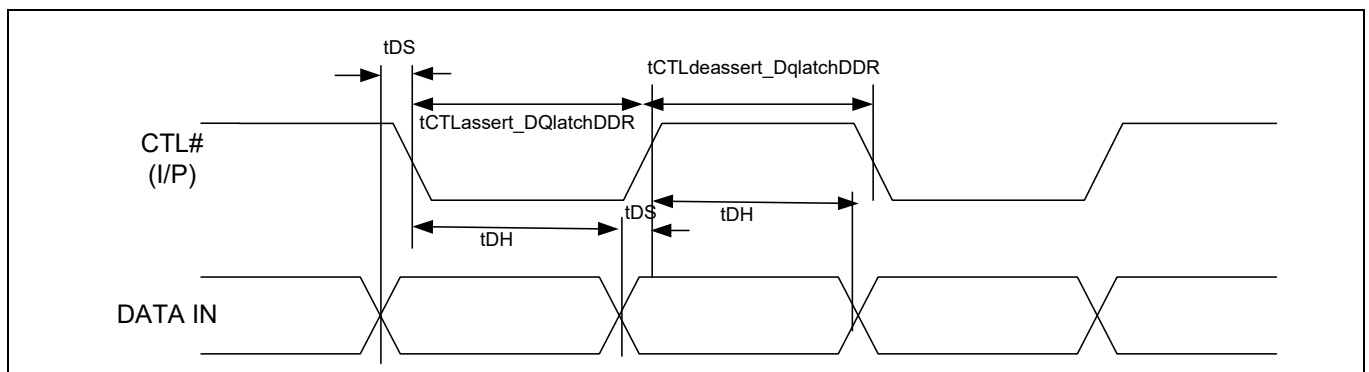 tDS
tCTLdeassert_DqlatchDDR
tCTLassert_DQlatchDDR
CTL#
(I/P)
tDS
tDH
tDH
DATA IN